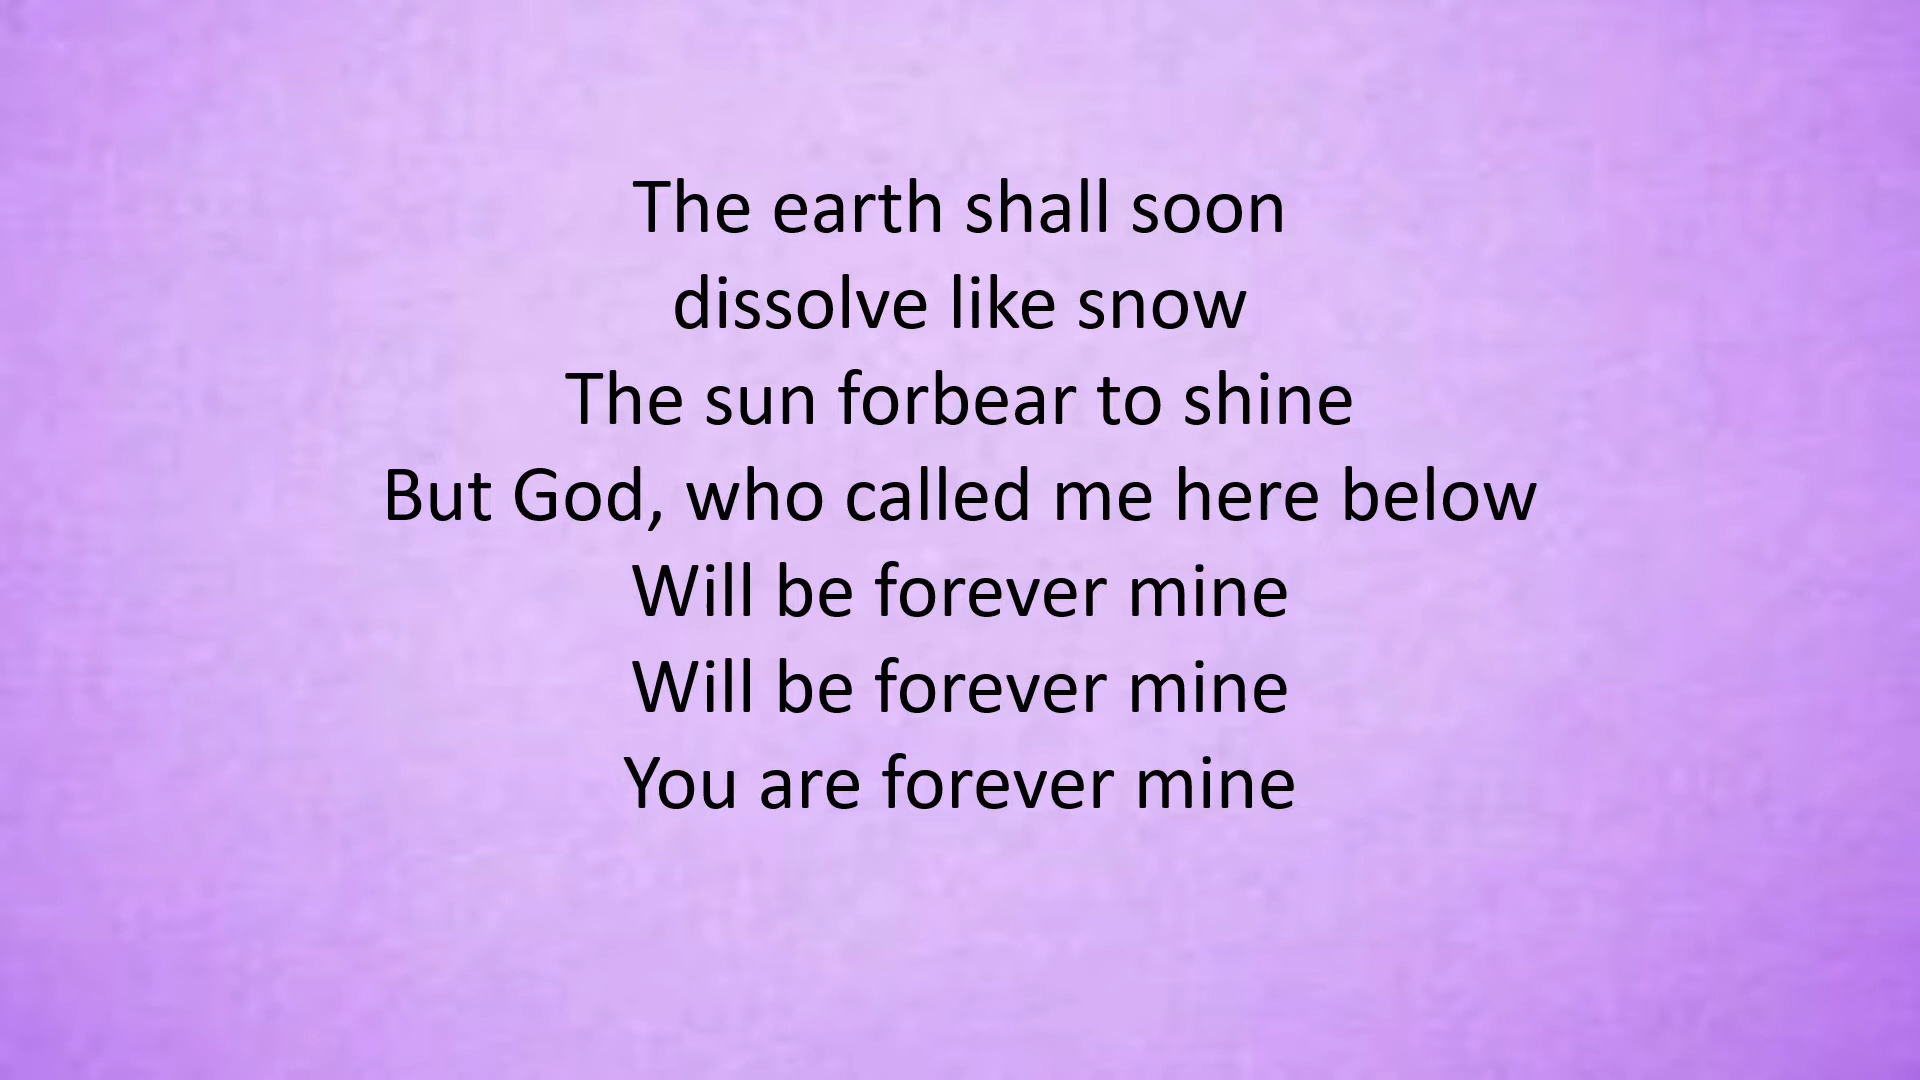 The earth shall soon
dissolve like snow
The sun forbear to shine
But God, who called me here below
Will be forever mine
Will be forever mine
You are forever mine